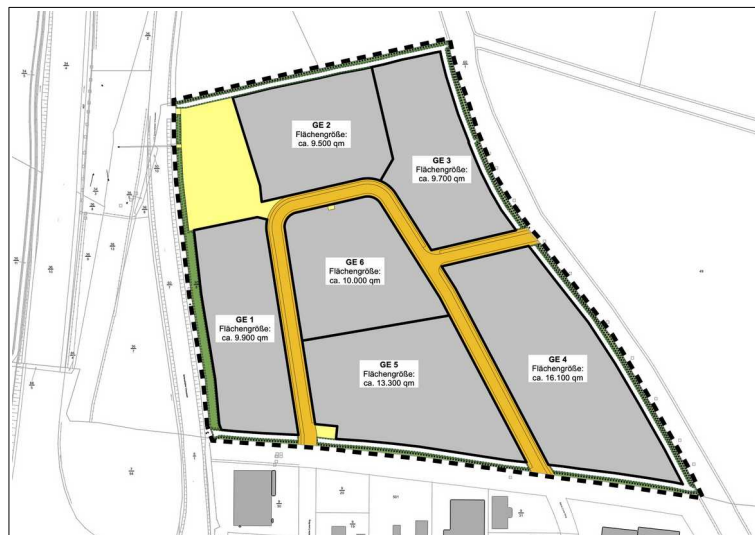 GE 2
Flächengröße:
ca. 9.500 qm
GE 3
Flächengröße:
ca. 9.700 qm
GE 6
Flächengröße:
ca. 10.000 qm
GE 1
Flächengröße:
ca. 9.900 qm
GE 5
Flächengröße:
ca. 13.300 qm
GE 4
Flächengröße:
ca. 16.100 qm